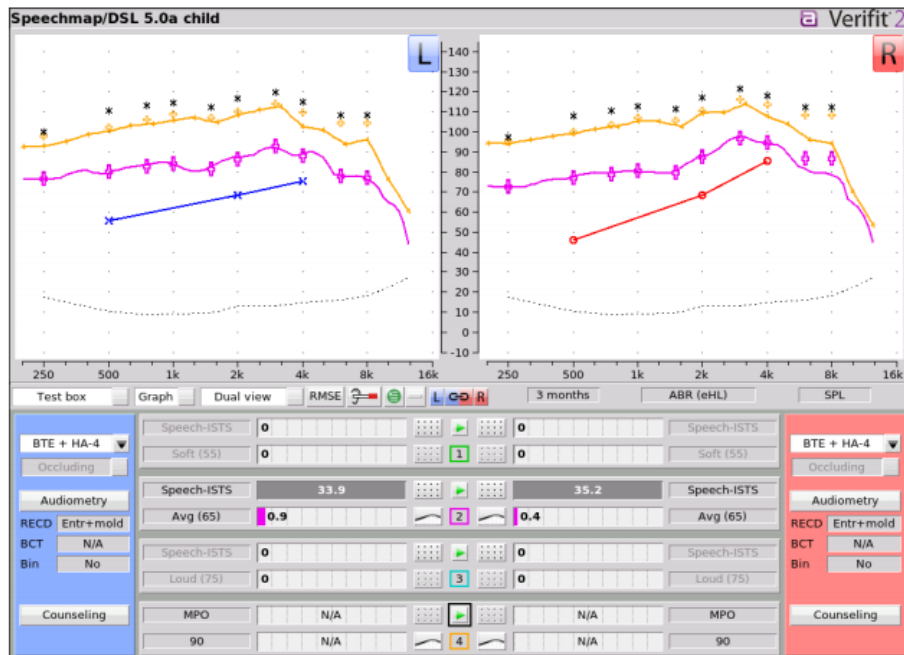 Speechmap/DSL 5.0a child
a Verifit 2
L
R
140
130
120
110
100
90
80
70
60
50
40
30
20
10
0
-10
250 500 1k 2k 4k 8k 16k
250 500 1k 2k 4k 8k 16k
Test box Graph Dual view RMSE L R 3 months ABR (eHL) SPL
BTE + HA-4
Occluding
Audiometry
RECD Entr+mold
BCT N/A
Bin No
Counseling
Speech-ISTS 0 0 Speech-ISTS
Soft (55) 0 1 0 Soft (55)
Speech-ISTS 33.9 35.2 Speech-ISTS
Avg (65) 0.9 2 0.4 Avg (65)
Speech-ISTS 0 0 Speech-ISTS
Loud (75) 0 3 0 Loud (75)
MPO N/A N/A MPO
90 N/A 4 N/A 90
BTE + HA-4
Occluding
Audiometry
RECD Entr+mold
BCT N/A
Bin No
Counseling